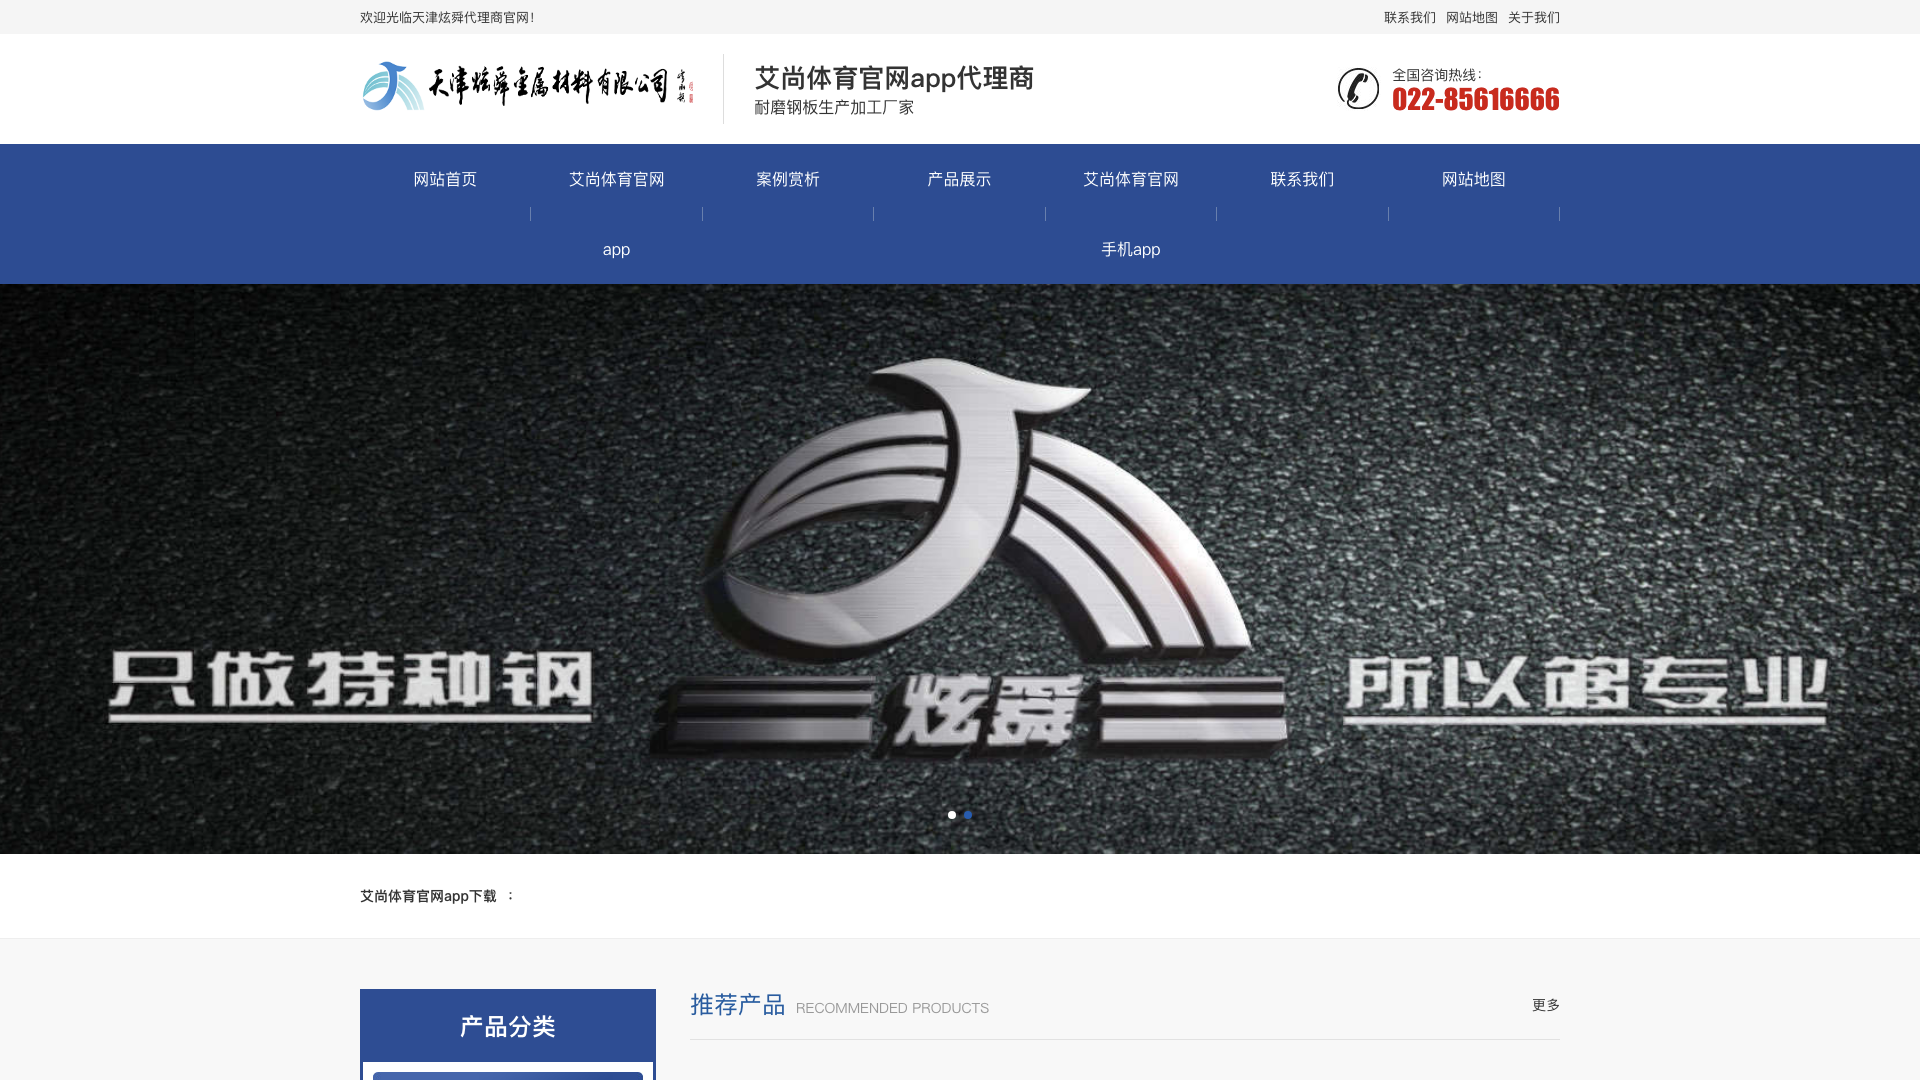 欢迎光临天津炫舜代理商官网!
联系我们 网站地图 关于我们
天津炫舜金属材料有限公司
艾尚体育官网app代理商
耐磨钢板生产加工厂家
全国咨询热线：
022-85616666
网站首页 艾尚体育官网 案例赏析 产品展示 艾尚体育官网 联系我们 网站地图
app 手机app
只做特种钢
炫舜
所以够专业
艾尚体育官网app下载 ：
产品分类
推荐产品 RECOMMENDED PRODUCTS
更多